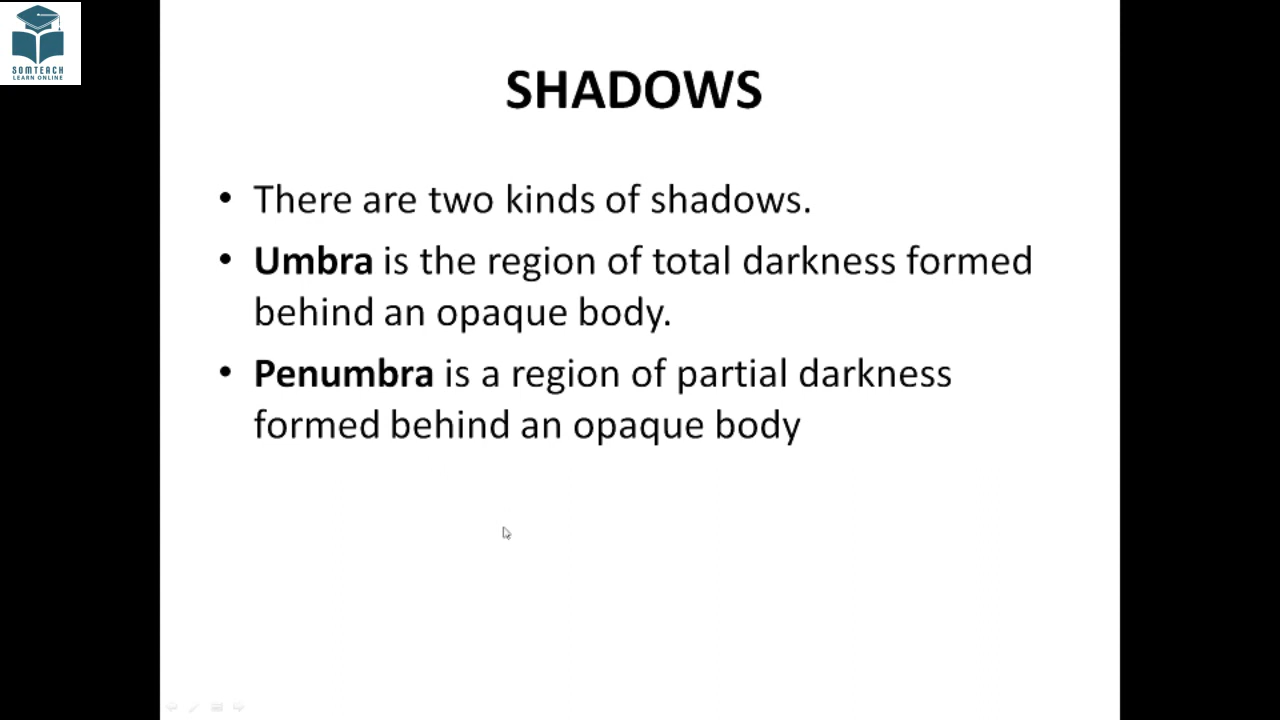 SOMTEACH
LEARN ONLINE
SHADOWS
• There are two kinds of shadows.
• Umbra is the region of total darkness formed
behind an opaque body.
• Penumbra is a region of partial darkness
formed behind an opaque body